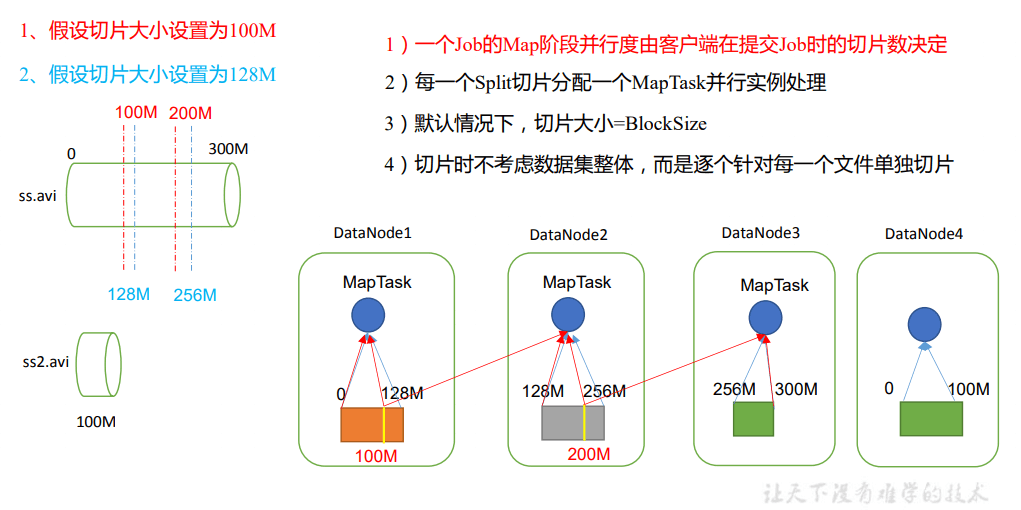 1、假设切片大小设置为100M
2、假设切片大小设置为128M
1）一个Job的Map阶段并行度由客户端在提交Job时的切片数决定
2）每一个Split切片分配一个MapTask并行实例处理
3）默认情况下，切片大小=BlockSize
4）切片时不考虑数据集整体，而是逐个针对每一个文件单独切片
100M 200M
0 300M
ss.avi
128M 256M
ss2.avi
100M
DataNode1 DataNode2 DataNode3 DataNode4
MapTask MapTask MapTask
0 128M 128M 256M 256M 300M 0 100M
100M 200M
让天下没有难学的技术